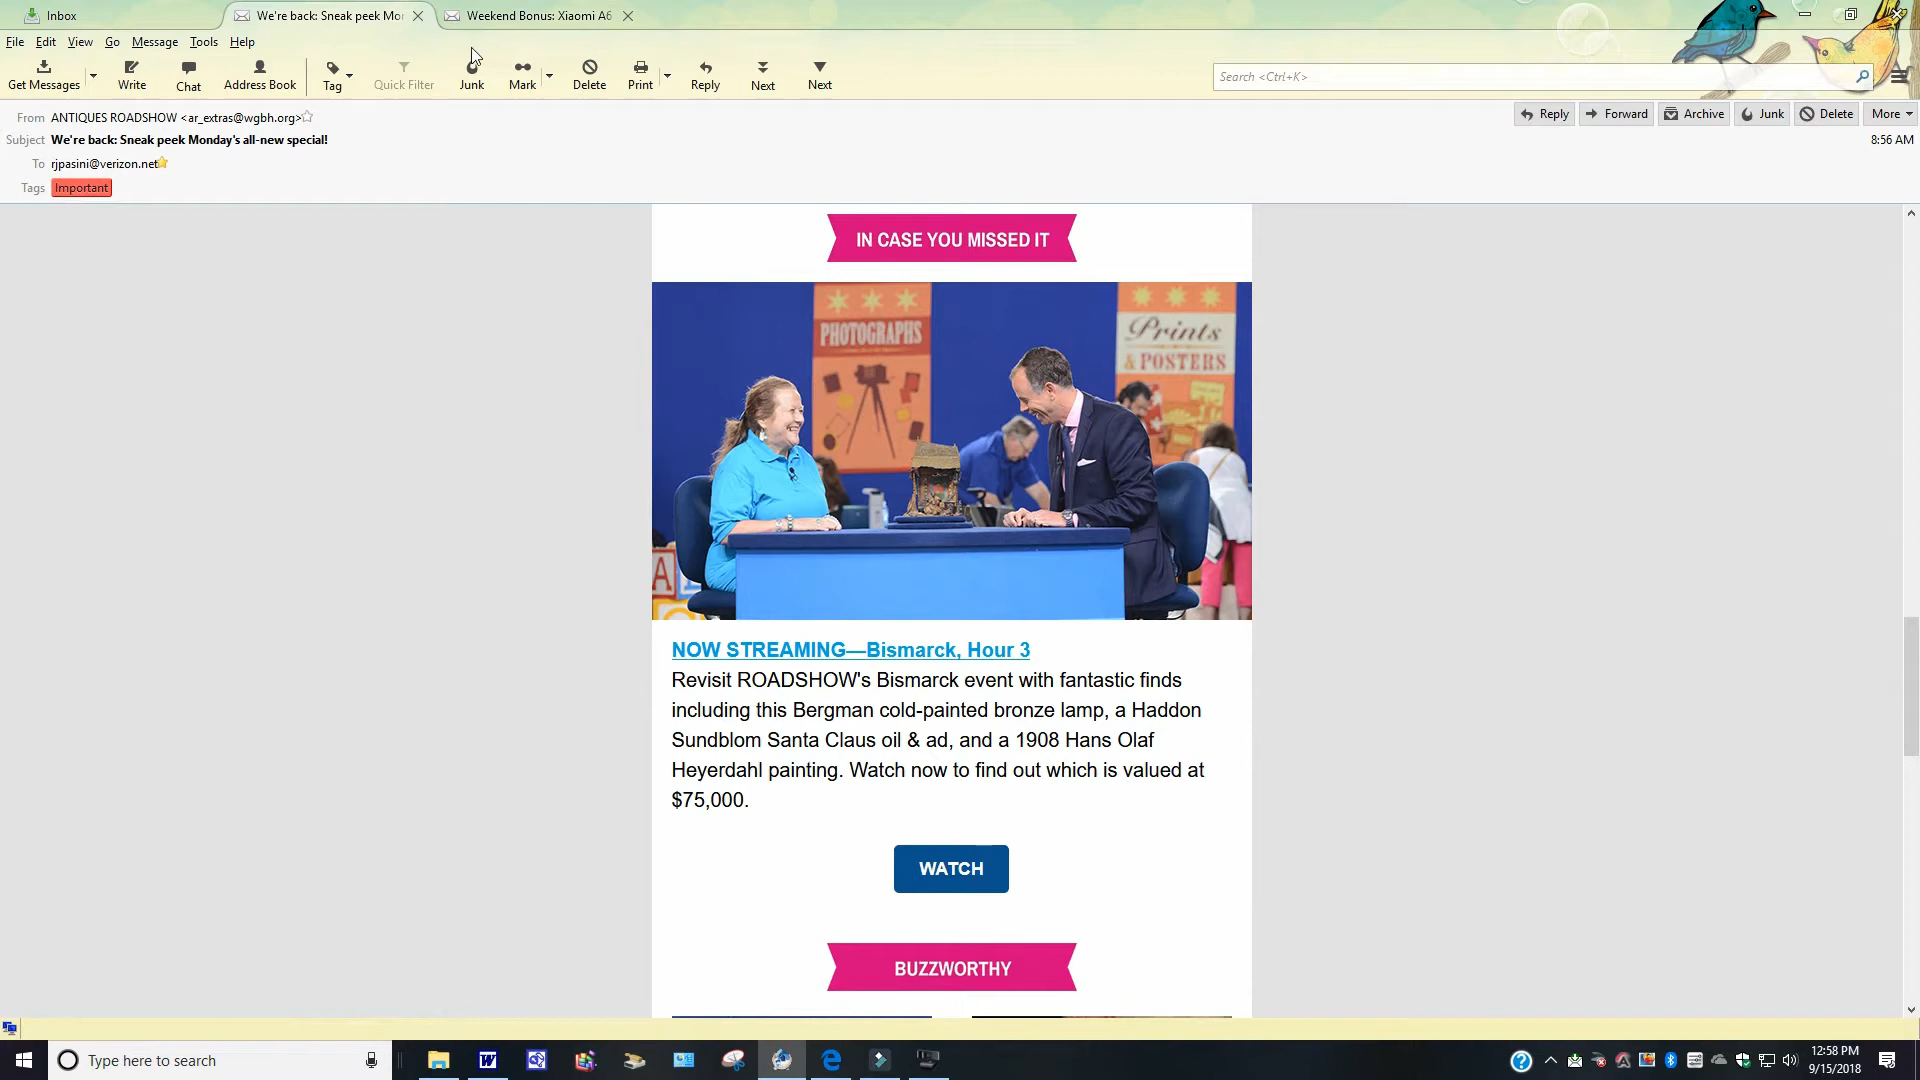 Inbox
We're back: Sneak peek Mor
Weekend Bonus: Xiaomi A6
File Edit View Go Message Tools Help
Get Messages Write Chat Address Book Tag Quick Filter Junk Mark Delete Print Reply Next Next
Search <Ctrl+K>
From ANTIQUES ROADSHOW <ar_extras@wgbh.org>
Reply Forward Archive Junk Delete More
Subject We're back: Sneak peek Monday's all-new special!
8:56 AM
To rjpasini@verizon.net
Tags Important
IN CASE YOU MISSED IT
PHOTOGRAPHS
Prints
& POSTERS
NOW STREAMING—Bismarck, Hour 3
Revisit ROADSHOW's Bismarck event with fantastic finds
including this Bergman cold-painted bronze lamp, a Haddon
Sundblom Santa Claus oil & ad, and a 1908 Hans Olaf
Heyerdahl painting. Watch now to find out which is valued at
$75,000.
WATCH
BUZZWORTHY
Type here to search
12:58 PM
9/15/2018